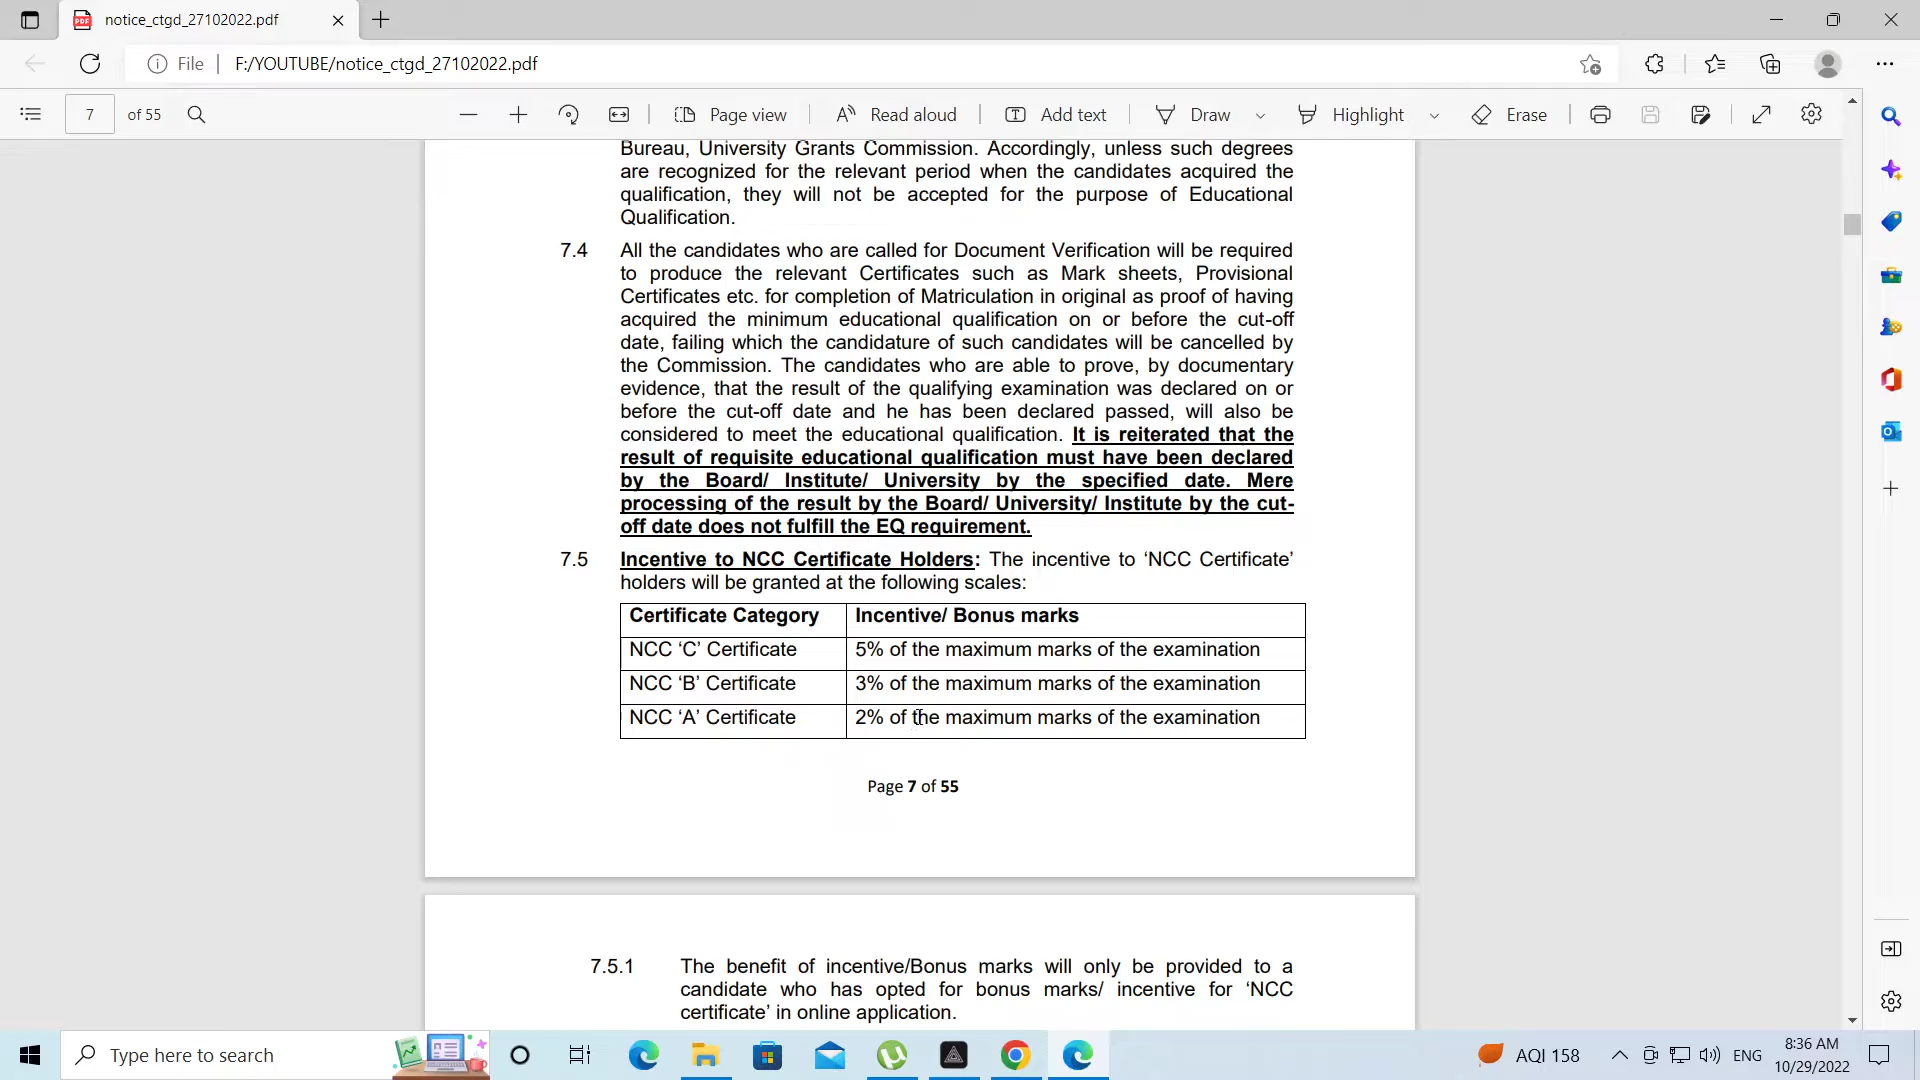 notice_ctgd_27102022.pdf
File
F:/YOUTUBE/notice_ctgd_27102022.pdf
7 of 55 Page view Read aloud Add text Draw Highlight Erase
Bureau, University Grants Commission. Accordingly, unless such degrees
are recognized for the relevant period when the candidates acquired the
qualification, they will not be accepted for the purpose of Educational
Qualification.
7.4 All the candidates who are called for Document Verification will be required
to produce the relevant Certificates such as Mark sheets, Provisional
Certificates etc. for completion of Matriculation in original as proof of having
acquired the minimum educational qualification on or before the cut-off
date, failing which the candidature of such candidates will be cancelled by
the Commission. The candidates who are able to prove, by documentary
evidence, that the result of the qualifying examination was declared on or
before the cut-off date and he has been declared passed, will also be
considered to meet the educational qualification. It is reiterated that the
result of requisite educational qualification must have been declared
by the Board/ Institute/ University by the specified date. Mere
processing of the result by the Board/ University/ Institute by the cut-
off date does not fulfill the EQ requirement.
7.5 Incentive to NCC Certificate Holders: The incentive to ‘NCC Certificate’
holders will be granted at the following scales:
Certificate Category Incentive/ Bonus marks
NCC ‘C’ Certificate 5% of the maximum marks of the examination
NCC ‘B’ Certificate 3% of the maximum marks of the examination
NCC ‘A’ Certificate 2% of the maximum marks of the examination
Page 7 of 55
7.5.1 The benefit of incentive/Bonus marks will only be provided to a
candidate who has opted for bonus marks/ incentive for ‘NCC
certificate’ in online application.
Type here to search
AQI 158
ENG
8:36 AM
10/29/2022